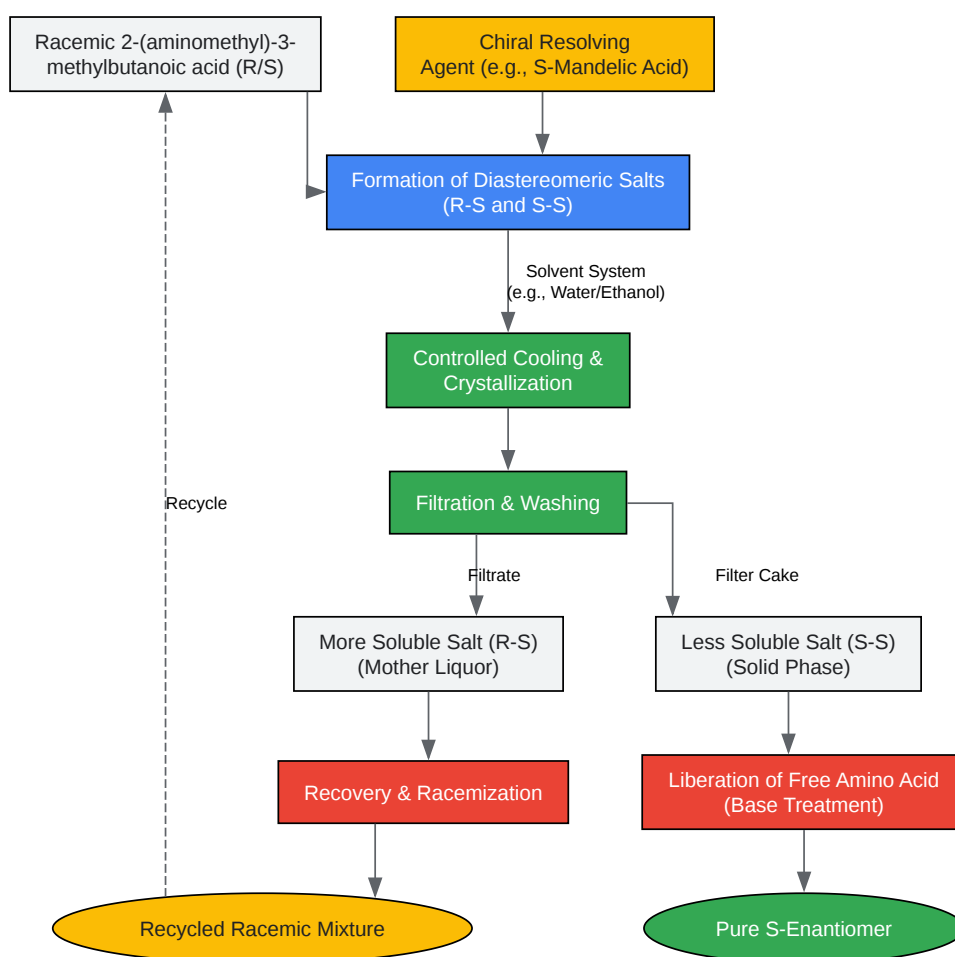 Racemic 2-(aminomethyl)-3-
methylbutanoic acid (R/S)
Chiral Resolving
Agent (e.g., S-Mandelic Acid)
Formation of Diastereomeric Salts
(R-S and S-S)
Solvent System
(e.g., Water/Ethanol)
Controlled Cooling &
Crystallization
Filtration & Washing
Recycle
Filtrate
Filter Cake
More Soluble Salt (R-S)
(Mother Liquor)
Less Soluble Salt (S-S)
(Solid Phase)
Recovery & Racemization
Liberation of Free Amino Acid
(Base Treatment)
Recycled Racemic Mixture
Pure S-Enantiomer